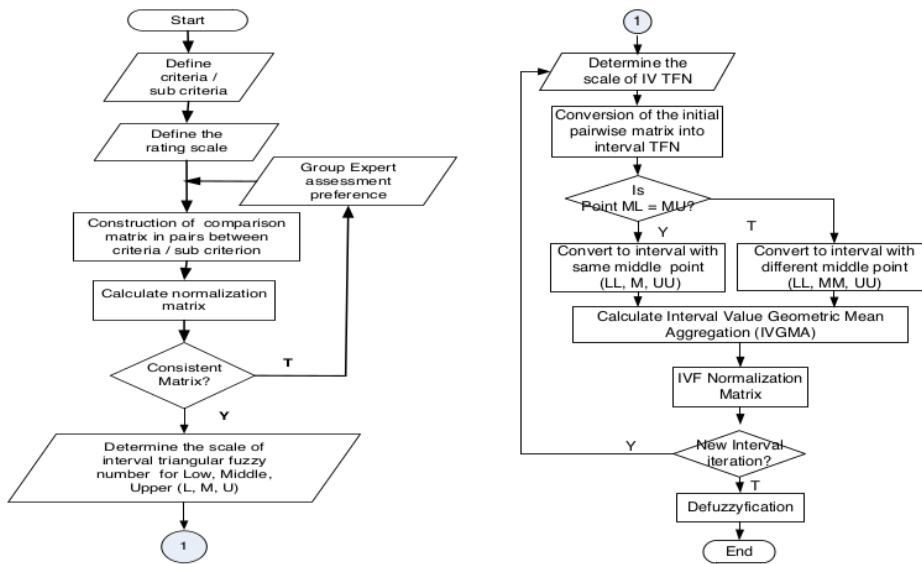 Start
Define
criteria /
sub criteria
Define the
rating scale
Group Expert
assessment
preference
Construction of comparison
matrix in pairs between
criteria / sub criterion
Calculate normalization
matrix
Consistent
Matrix?
T
Y
Determine the scale of
interval triangular fuzzy
number for Low, Middle,
Upper (L, M, U)
1
1
Determine the
scale of IV TFN
Conversion of the initial
pairwise matrix into
interval TFN
Is
Point ML = MU?
Y
T
Convert to interval with
same middle point
(LL, M, UU)
Convert to interval with
different middle point
(LL, MM, UU)
Calculate Interval Value Geometric Mean
Aggregation (IVGMA)
IVF Normalization
Matrix
New Interval
iteration?
Y
T
Defuzzyfication
End